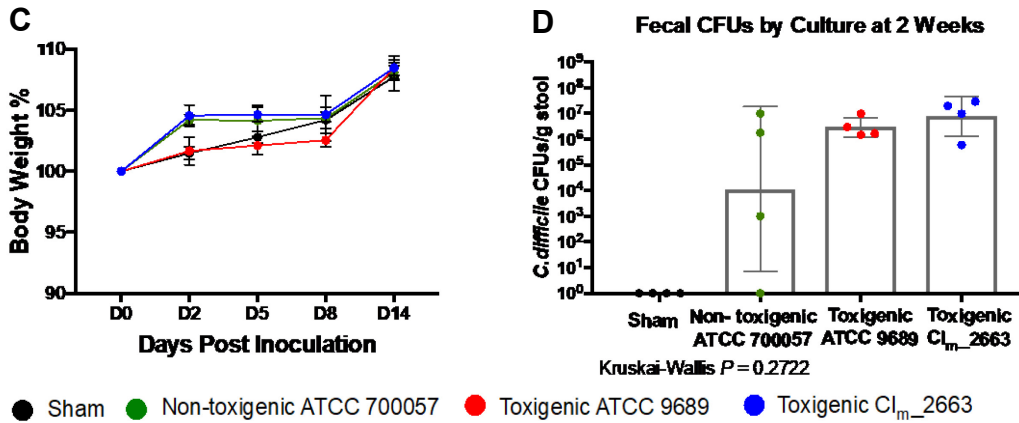 C
Body Weight %
110
105
100
95
90
D0 D2 D5 D8 D14
Days Post Inoculation
D
Fecal CFUs by Culture at 2 Weeks
C.difficile CFUs/g stool
10⁹
10⁸
10⁷
10⁶
10⁵
10⁴
10³
10²
10¹
10⁰
Sham
Non- toxigenic
ATCC 700057
Toxigenic
ATCC 9689
Toxigenic
CIₘ_2663
Kruskai-Wallis P = 0.2722
Sham Non-toxigenic ATCC 700057 Toxigenic ATCC 9689 Toxigenic CIₘ_2663